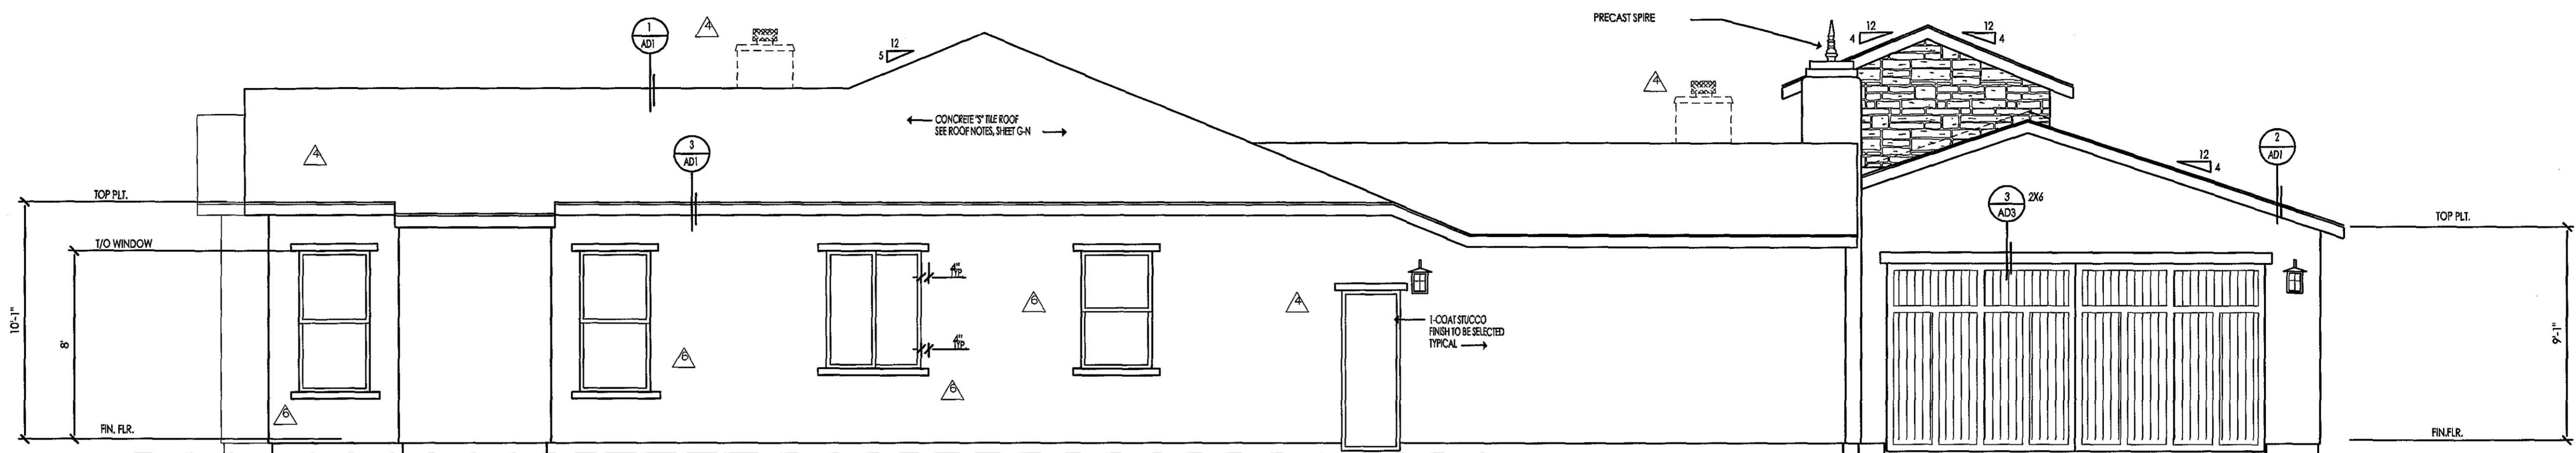 1
AD1
4
12
5
PRECAST SPIRE
12
4
12
4
4
CONCRETE "S" TILE ROOF
SEE ROOF NOTES, SHEET G-N
3
AD1
4
12
4
2
AD1
TOP PLT.
3
AD3
2X6
TOP PLT.
T/O WINDOW
4"
TYP.
6
4
1-COAT STUCCO
FINISH TO BE SELECTED
TYPICAL
10'-1"
8'
4"
TYP.
6
9'-1"
6
6
FIN. FLR.
FIN.FLR.